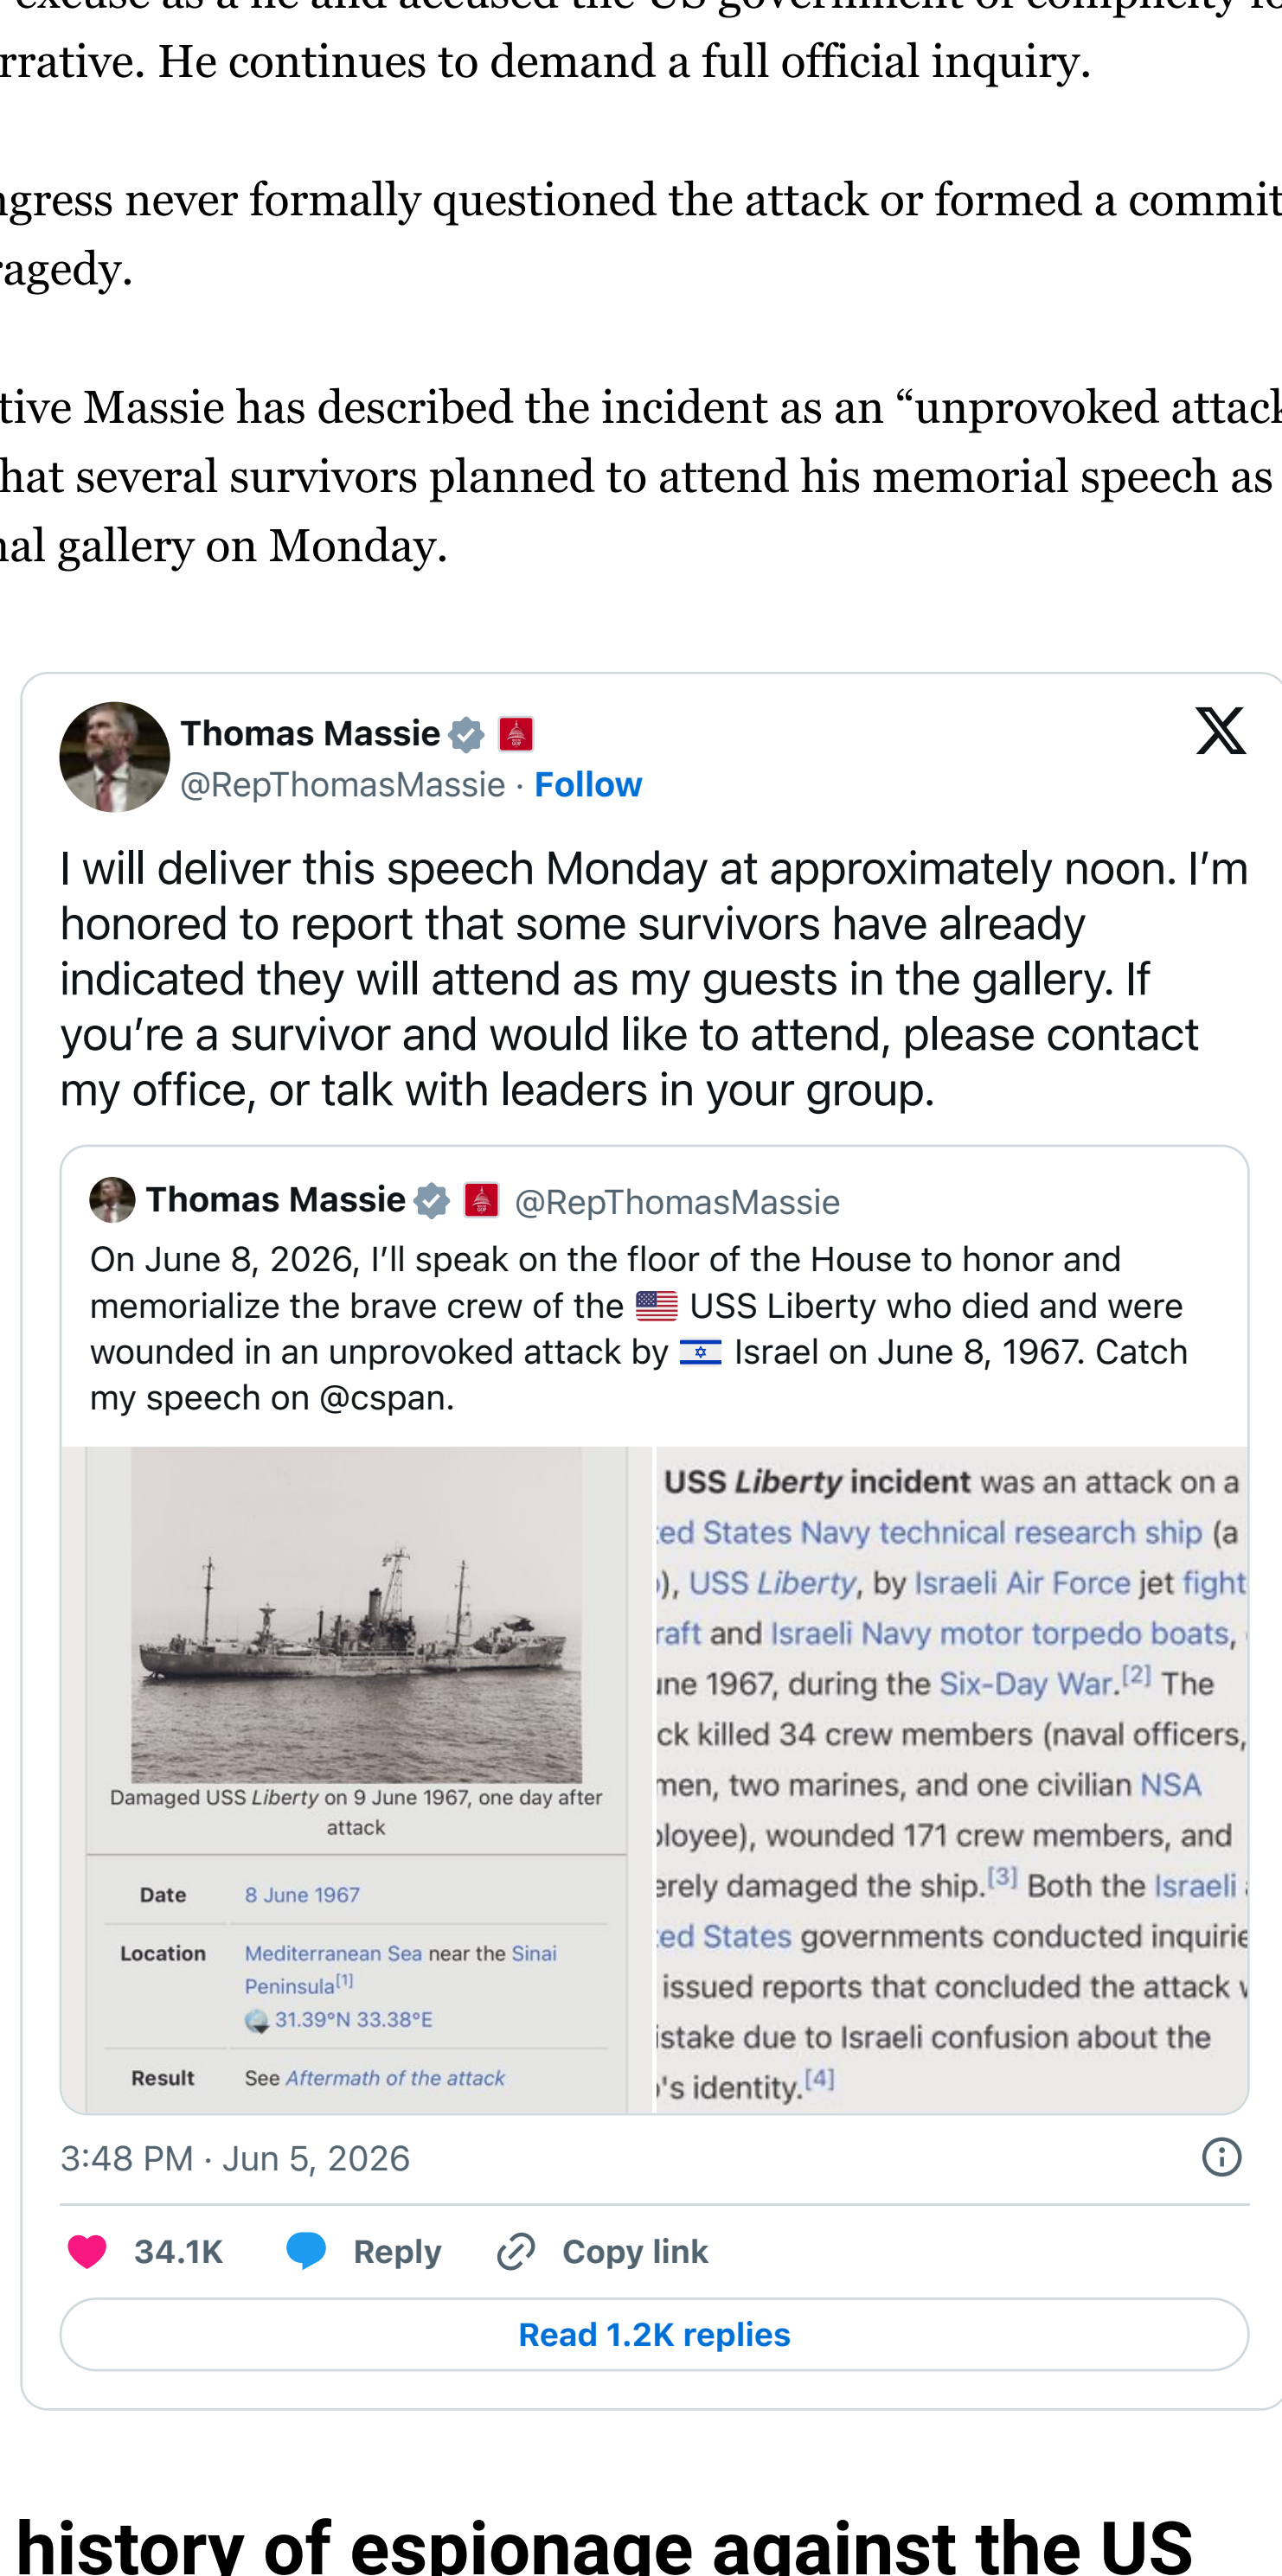 excuse as a lie and accused the US government of complicity
rrative. He continues to demand a full official inquiry.
ngress never formally questioned the attack or formed a commit
ragedy.
tive Massie has described the incident as an “unprovoked attack
hat several survivors planned to attend his memorial speech as
nal gallery on Monday.
Thomas Massie
@RepThomasMassie · Follow
I will deliver this speech Monday at approximately noon. I’m
honored to report that some survivors have already
indicated they will attend as my guests in the gallery. If
you’re a survivor and would like to attend, please contact
my office, or talk with leaders in your group.
Thomas Massie @RepThomasMassie
On June 8, 2026, I’ll speak on the floor of the House to honor and
memorialize the brave crew of the 🇺🇸 USS Liberty who died and were
wounded in an unprovoked attack by 🇮🇱 Israel on June 8, 1967. Catch
my speech on @cspan.
Damaged USS Liberty on 9 June 1967, one day after
attack
Date 8 June 1967
Location Mediterranean Sea near the Sinai
Peninsula[1]
31.39°N 33.38°E
Result See Aftermath of the attack
USS Liberty incident was an attack on a
ed States Navy technical research ship (a
), USS Liberty, by Israeli Air Force jet fight
raft and Israeli Navy motor torpedo boats,
une 1967, during the Six-Day War.[2] The
ck killed 34 crew members (naval officers,
men, two marines, and one civilian NSA
ployee), wounded 171 crew members, and
erely damaged the ship.[3] Both the Israeli
ed States governments conducted inquirie
issued reports that concluded the attack w
istake due to Israeli confusion about the
's identity.[4]
3:48 PM · Jun 5, 2026
34.1K Reply Copy link
Read 1.2K replies
history of espionage against the US